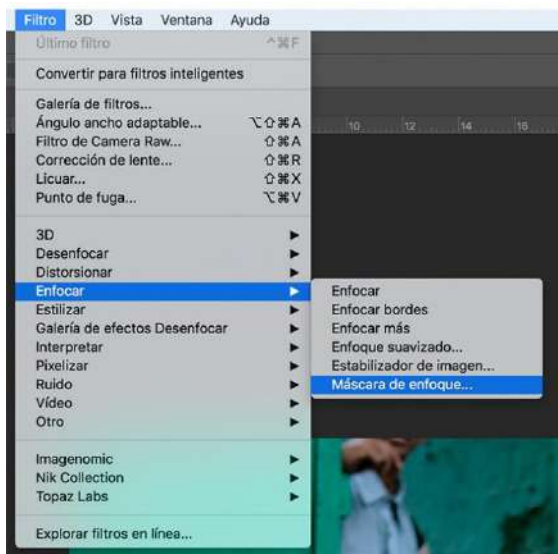 Filtro 3D Vista Ventana Ayuda
Último filtro ^⌘F
Convertir para filtros inteligentes
Galería de filtros...
Ángulo ancho adaptable... ⌥⇧⌘A
Filtro de Camera Raw... ⇧⌘A
Corrección de lente... ⇧⌘R
Licuar... ⇧⌘X
Punto de fuga... ⌥⌘V
10 12 14 16
3D
Desenfocar
Distorsionar
Enfocar
Estilizar
Galería de efectos Desenfocar
Interpretar
Pixelizar
Ruido
Vídeo
Otro
Enfocar
Enfocar bordes
Enfocar más
Enfoque suavizado...
Estabilizador de imagen...
Máscara de enfoque...
Imagenomic
Nik Collection
Topaz Labs
Explorar filtros en línea...